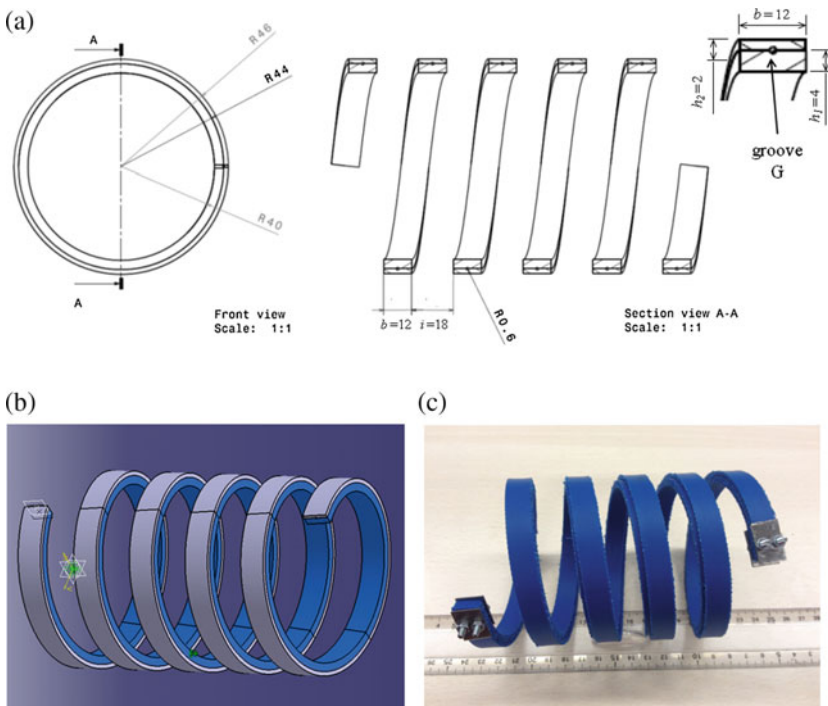 (a)
A
R46
R44
R40
A
Front view
Scale: 1:1
b=12
i=18
R0.6
Section view A-A
Scale: 1:1
b=12
h₂=2
h₁=4
groove
G
(b)
(c)